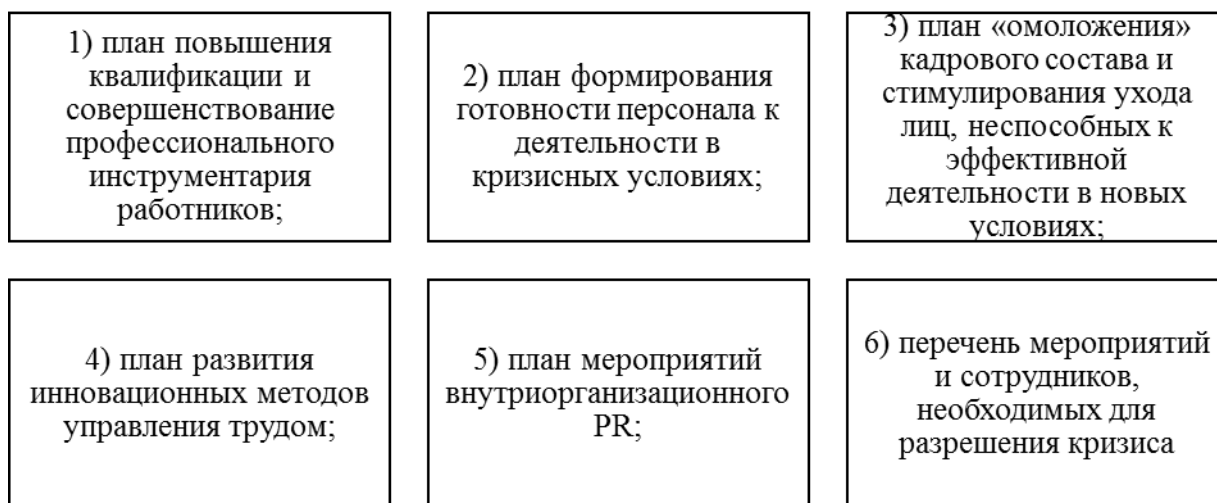 1) план повышения
квалификации и
совершенствование
профессионального
инструментария
работников;
2) план формирования
готовности персонала к
деятельности в
кризисных условиях;
3) план «омоложения»
кадрового состава и
стимулирования ухода
лиц, неспособных к
эффективной
деятельности в новых
условиях;
4) план развития
инновационных методов
управления трудом;
5) план мероприятий
внутриорганизационного
PR;
6) перечень мероприятий
и сотрудников,
необходимых для
разрешения кризиса